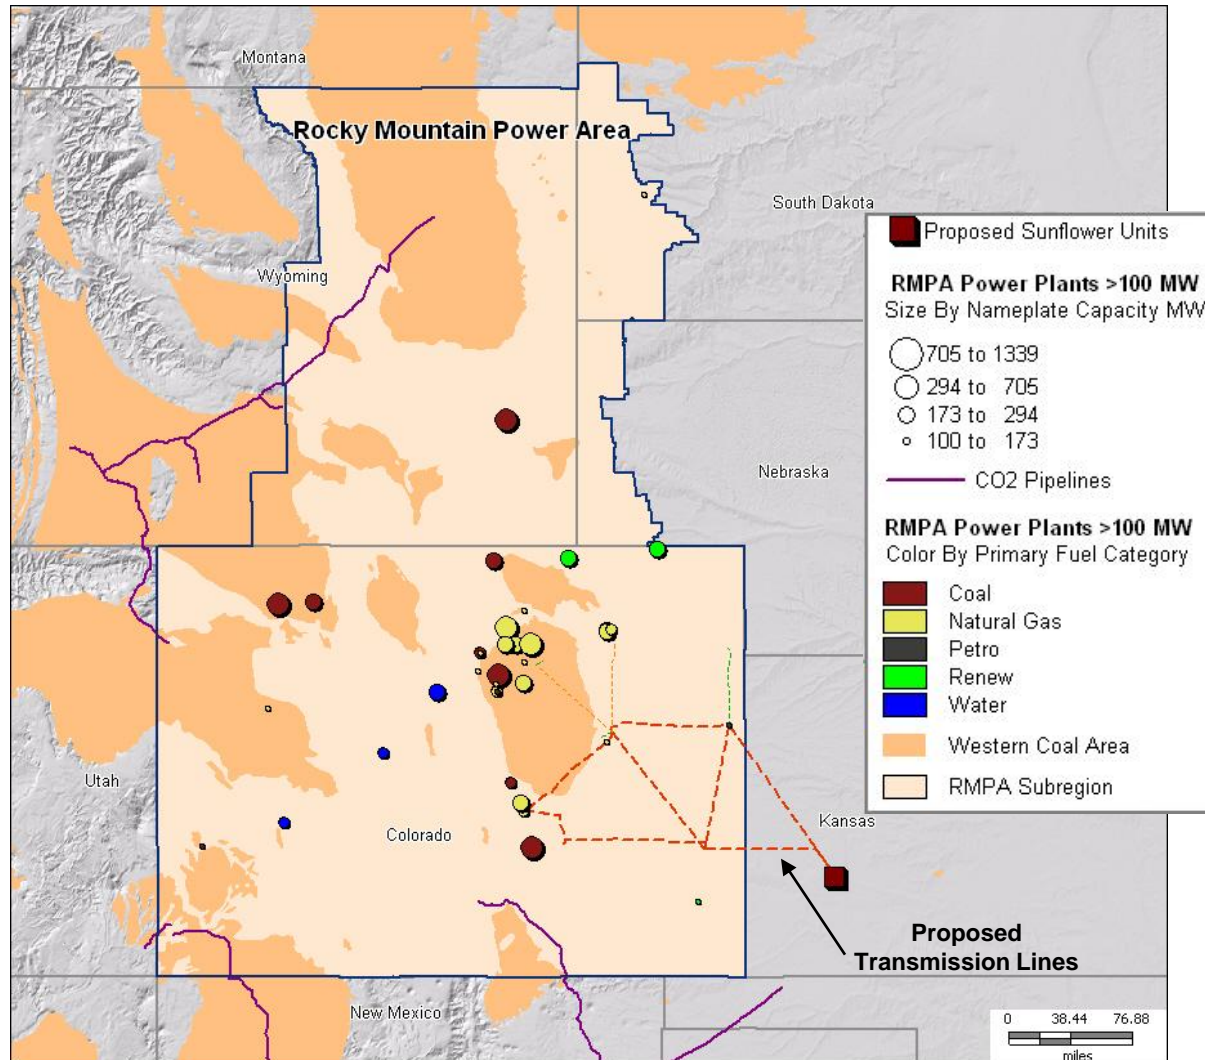 Montana
Rocky Mountain Power Area
South Dakota
Wyoming
Nebraska
Utah
Colorado
Kansas
New Mexico
Proposed
Transmission Lines
Proposed Sunflower Units
RMPA Power Plants >100 MW
Size By Nameplate Capacity MW
705 to 1339
294 to 705
173 to 294
100 to 173
CO2 Pipelines
RMPA Power Plants >100 MW
Color By Primary Fuel Category
Coal
Natural Gas
Petro
Renew
Water
Western Coal Area
RMPA Subregion
0 38.44 76.88
miles